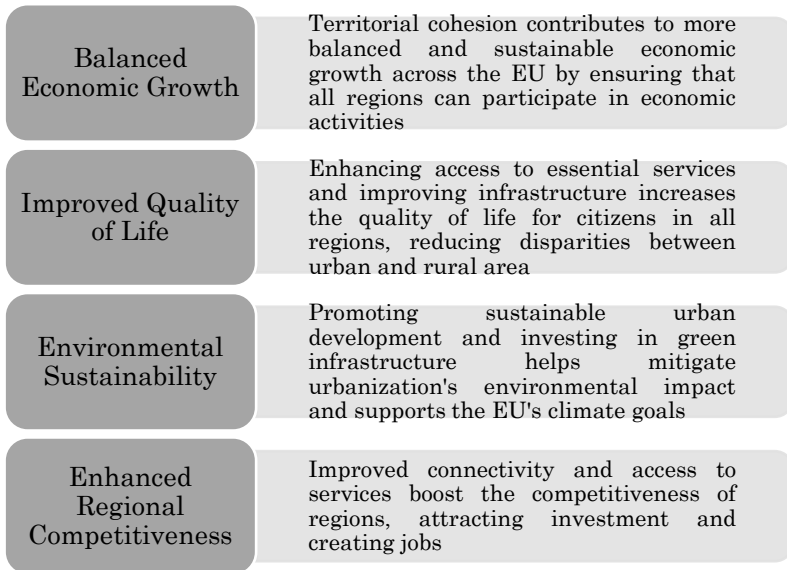 Balanced
Economic Growth
Territorial cohesion contributes to more
balanced and sustainable economic
growth across the EU by ensuring that
all regions can participate in economic
activities
Improved Quality
of Life
Enhancing access to essential services
and improving infrastructure increases
the quality of life for citizens in all
regions, reducing disparities between
urban and rural area
Environmental
Sustainability
Promoting sustainable urban
development and investing in green
infrastructure helps mitigate
urbanization's environmental impact
and supports the EU's climate goals
Enhanced
Regional
Competitiveness
Improved connectivity and access to
services boost the competitiveness of
regions, attracting investment and
creating jobs